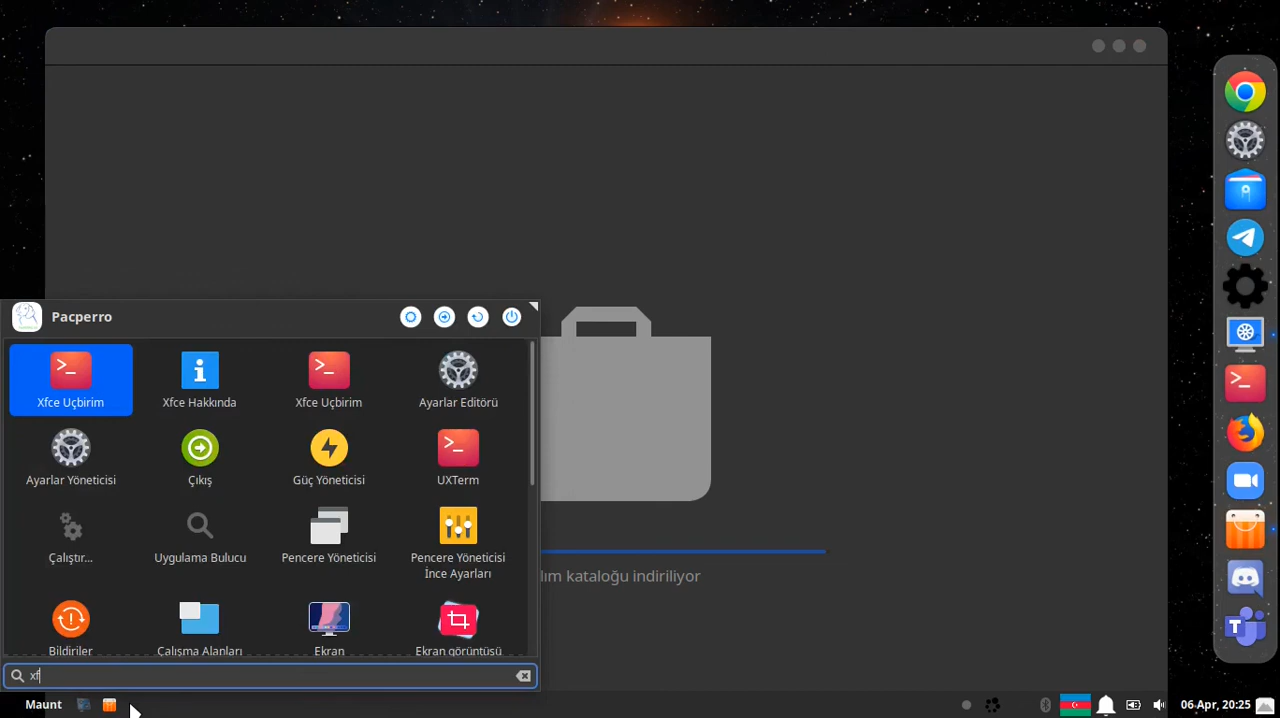 Pacperro
Xfce Uçbirim
Xfce Hakkında
Xfce Uçbirim
Ayarlar Editörü
Ayarlar Yöneticisi
Çıkış
Güç Yöneticisi
UXTerm
Çalıştır...
Uygulama Bulucu
Pencere Yöneticisi
Pencere Yöneticisi
İnce Ayarları
Bildiriler
Çalışma Alanları
Ekran
Ekran görüntüsü
lım kataloğu indiriliyor
xf
Maunt
06 Apr, 20:25